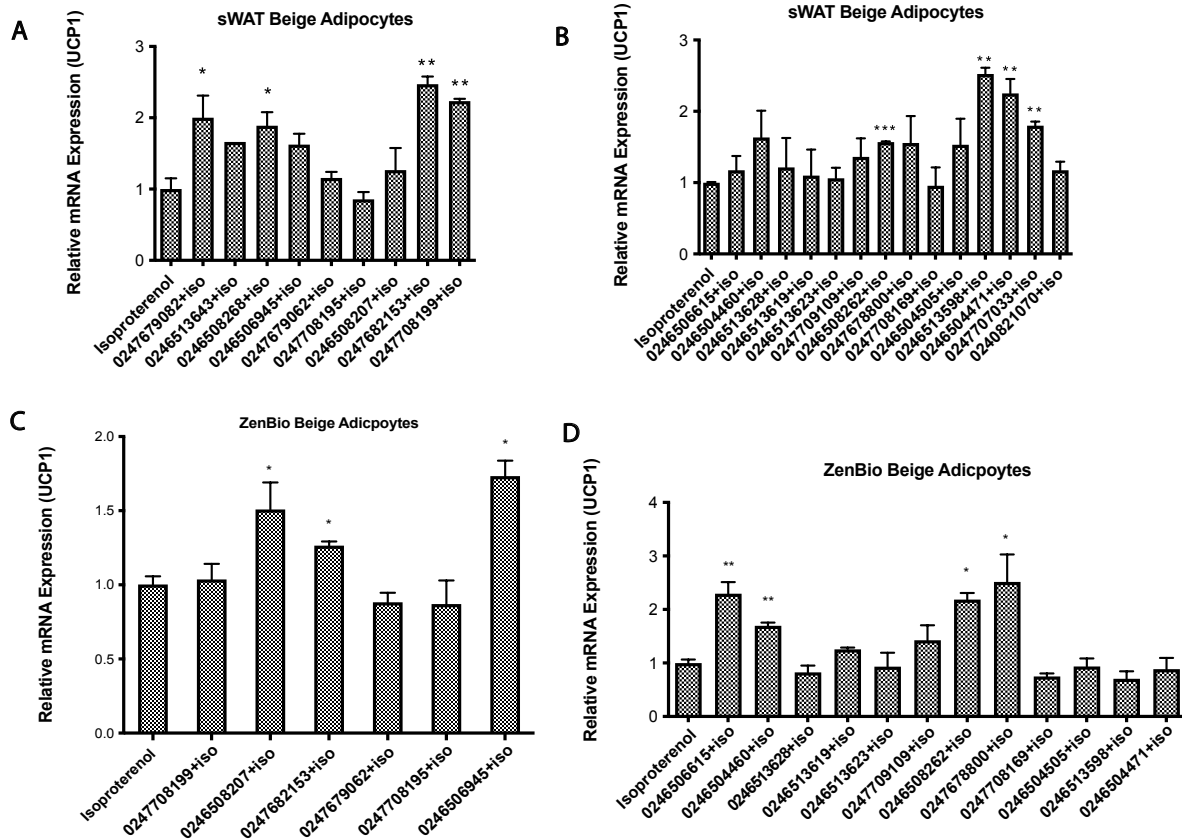 A
sWAT Beige Adipocytes
Relative mRNA Expression (UCP1)
3
2
1
0
*
*
**
**
Isoproterenol
0247679082+iso
0246513643+iso
0246508268+iso
0246506945+iso
0247679062+iso
0247708195+iso
0246508207+iso
0247682153+iso
0247708199+iso
B
sWAT Beige Adipocytes
Relative mRNA Expression (UCP1)
3
2
1
0
***
**
**
**
Isoproterenol
0246506615+iso
0246504460+iso
0246513628+iso
0246513619+iso
0246513623+iso
0247709109+iso
0246508262+iso
0247678800+iso
0247708169+iso
0246504505+iso
0246513598+iso
0246504471+iso
0247707033+iso
0240821070+iso
C
ZenBio Beige Adicpoytes
Relative mRNA Expression (UCP1)
2.0
1.5
1.0
0.5
0.0
*
*
*
Isoproterenol
0247708199+iso
0246508207+iso
0247682153+iso
0247679062+iso
0247708195+iso
0246506945+iso
D
ZenBio Beige Adicpoytes
Relative mRNA Expression (UCP1)
4
3
2
1
0
**
**
*
*
Isoproterenol
0246506615+iso
0246504460+iso
0246513628+iso
0246513619+iso
0246513623+iso
0247709109+iso
0246508262+iso
0247678800+iso
0247708169+iso
0246504505+iso
0246513598+iso
0246504471+iso